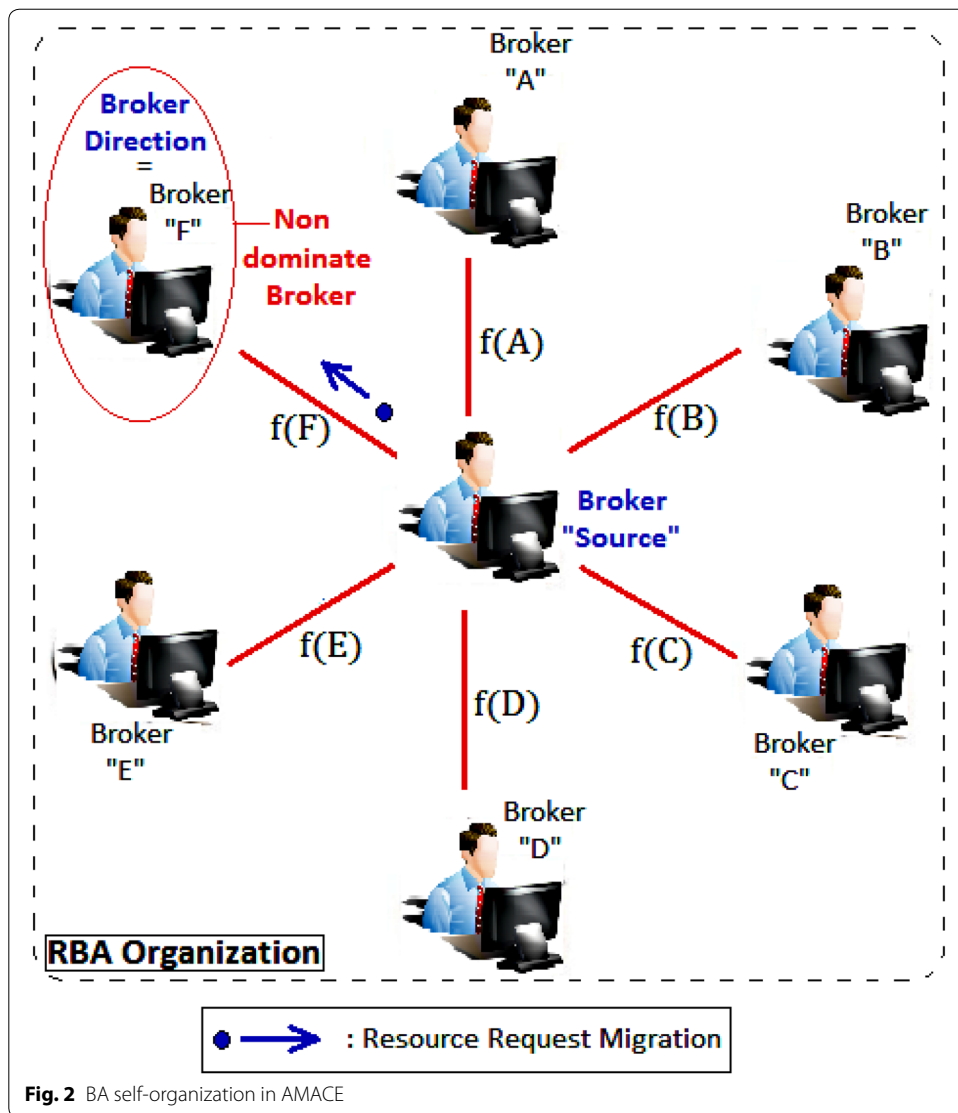 Broker
"A"
Broker
Direction
=
Broker
"F"
Non
dominate
Broker
Broker
"B"
f(A)
f(B)
f(F)
Broker
"Source"
f(E)
f(C)
f(D)
Broker
"E"
Broker
"C"
Broker
"D"
RBA Organization
: Resource Request Migration
Fig. 2 BA self-organization in AMACE